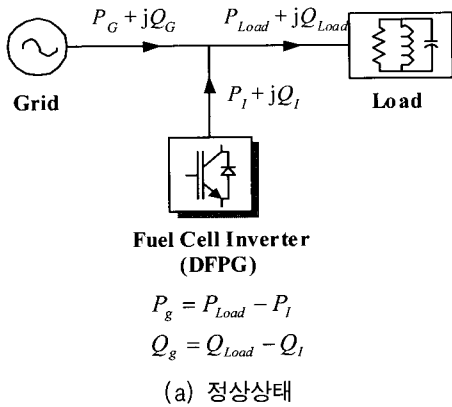 P_G + jQ_G
P_Load + jQ_Load
Grid
P_I + jQ_I
Load
Fuel Cell Inverter
(DFPG)
P_g = P_Load − P_I
Q_g = Q_Load − Q_I
(a) 정상상태